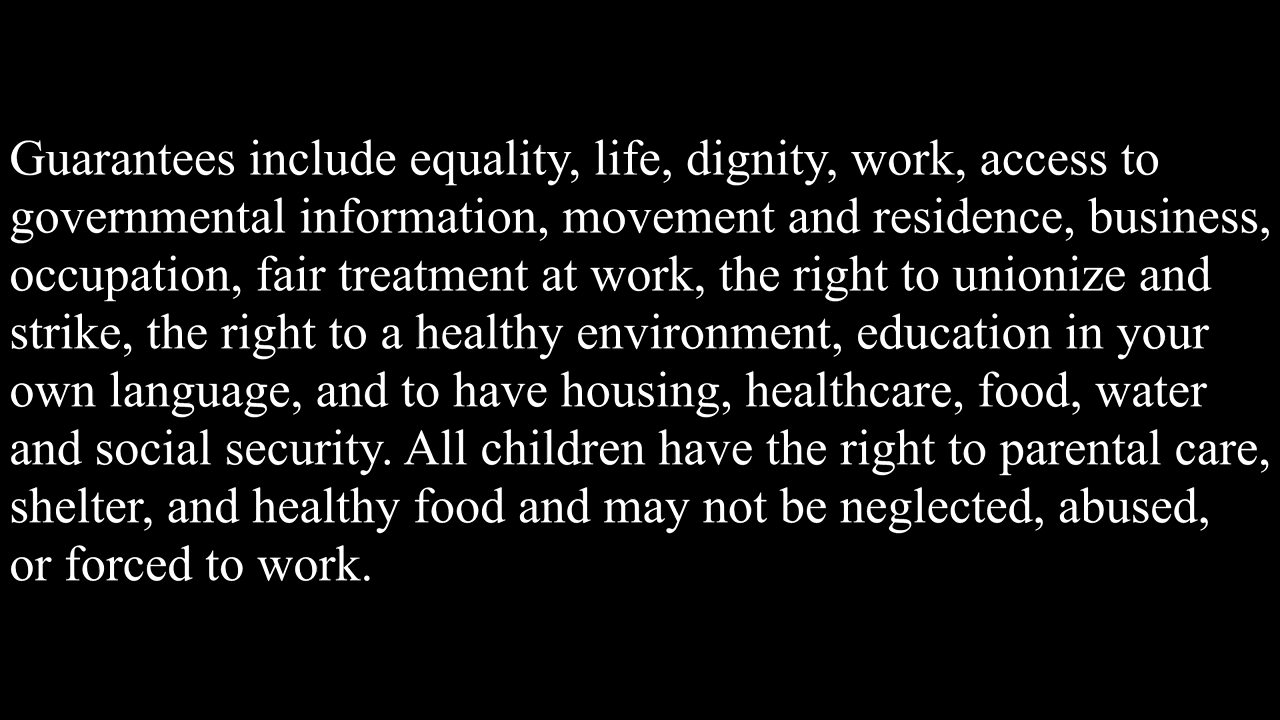 Guarantees include equality, life, dignity, work, access to
governmental information, movement and residence, business,
occupation, fair treatment at work, the right to unionize and
strike, the right to a healthy environment, education in your
own language, and to have housing, healthcare, food, water
and social security. All children have the right to parental care,
shelter, and healthy food and may not be neglected, abused,
or forced to work.